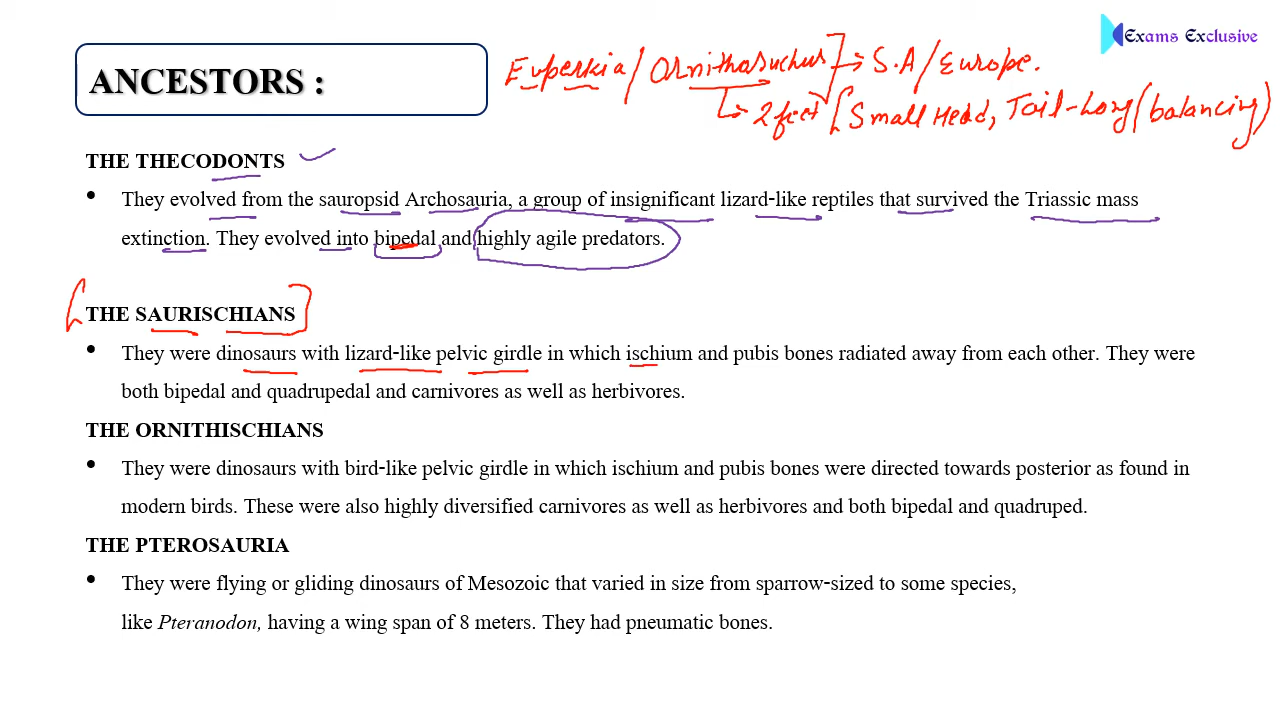 Exams Exclusive
ANCESTORS :
Euperkia / Ornithosuchus → S.A / Europe.
→ 2 feet [ Small Head, Tail-Long (balancing)
THE THECODONTS
• They evolved from the sauropsid Archosauria, a group of insignificant lizard-like reptiles that survived the Triassic mass
extinction. They evolved into bipedal and highly agile predators.
THE SAURISCHIANS
• They were dinosaurs with lizard-like pelvic girdle in which ischium and pubis bones radiated away from each other. They were
both bipedal and quadrupedal and carnivores as well as herbivores.
THE ORNITHISCHIANS
• They were dinosaurs with bird-like pelvic girdle in which ischium and pubis bones were directed towards posterior as found in
modern birds. These were also highly diversified carnivores as well as herbivores and both bipedal and quadruped.
THE PTEROSAURIA
• They were flying or gliding dinosaurs of Mesozoic that varied in size from sparrow-sized to some species,
like Pteranodon, having a wing span of 8 meters. They had pneumatic bones.